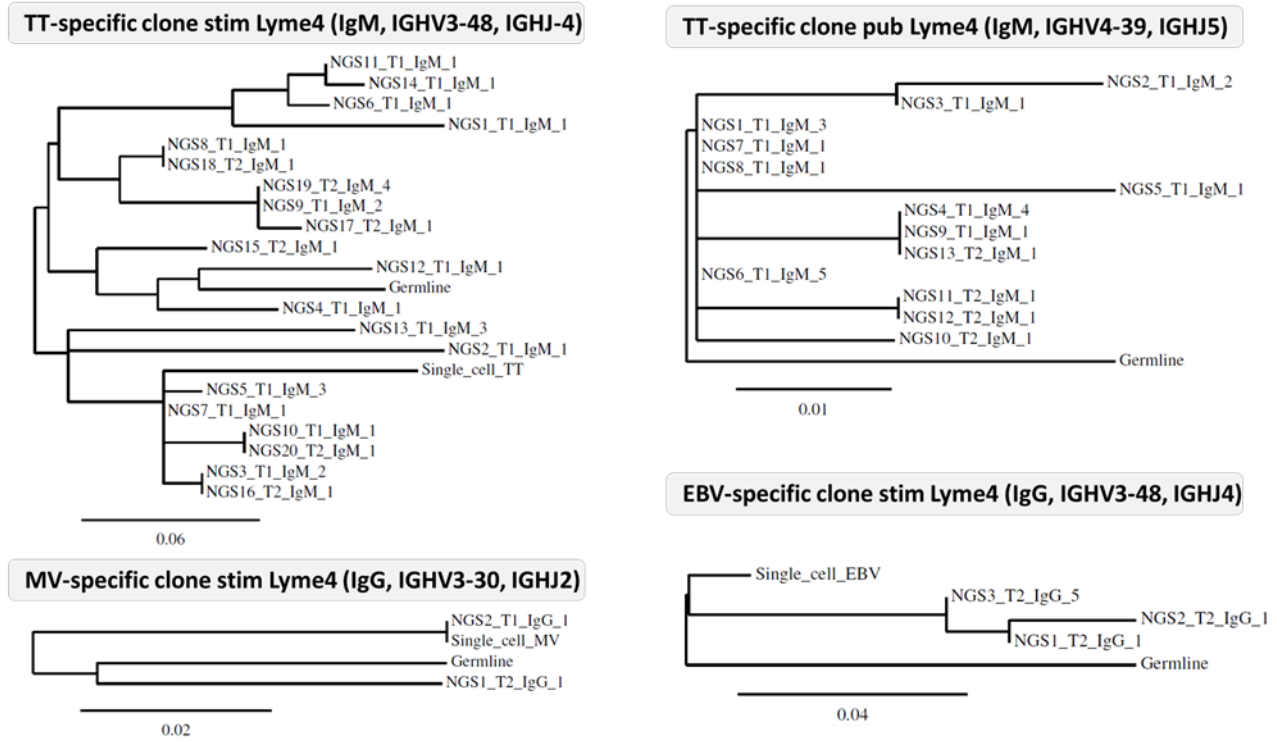 TT-specific clone stim Lyme4 (IgM, IGHV3-48, IGHJ-4)
NGS11_T1_IgM_1
NGS14_T1_IgM_1
NGS6_T1_IgM_1
NGS1_T1_IgM_1
NGS8_T1_IgM_1
NGS18_T2_IgM_1
NGS19_T2_IgM_4
NGS9_T1_IgM_2
NGS17_T2_IgM_1
NGS15_T2_IgM_1
NGS12_T1_IgM_1
Germline
NGS4_T1_IgM_1
NGS13_T1_IgM_3
NGS2_T1_IgM_1
Single_cell_TT
NGS5_T1_IgM_3
NGS7_T1_IgM_1
NGS10_T1_IgM_1
NGS20_T2_IgM_1
NGS3_T1_IgM_2
NGS16_T2_IgM_1
0.06
TT-specific clone pub Lyme4 (IgM, IGHV4-39, IGHJ5)
NGS2_T1_IgM_2
NGS3_T1_IgM_1
NGS1_T1_IgM_3
NGS7_T1_IgM_1
NGS8_T1_IgM_1
NGS5_T1_IgM_1
NGS4_T1_IgM_4
NGS9_T1_IgM_1
NGS13_T2_IgM_1
NGS6_T1_IgM_5
NGS11_T2_IgM_1
NGS12_T2_IgM_1
NGS10_T2_IgM_1
Germline
0.01
MV-specific clone stim Lyme4 (IgG, IGHV3-30, IGHJ2)
NGS2_T1_IgG_1
Single_cell_MV
Germline
NGS1_T2_IgG_1
0.02
EBV-specific clone stim Lyme4 (IgG, IGHV3-48, IGHJ4)
Single_cell_EBV
NGS3_T2_IgG_5
NGS2_T2_IgG_1
NGS1_T2_IgG_1
Germline
0.04